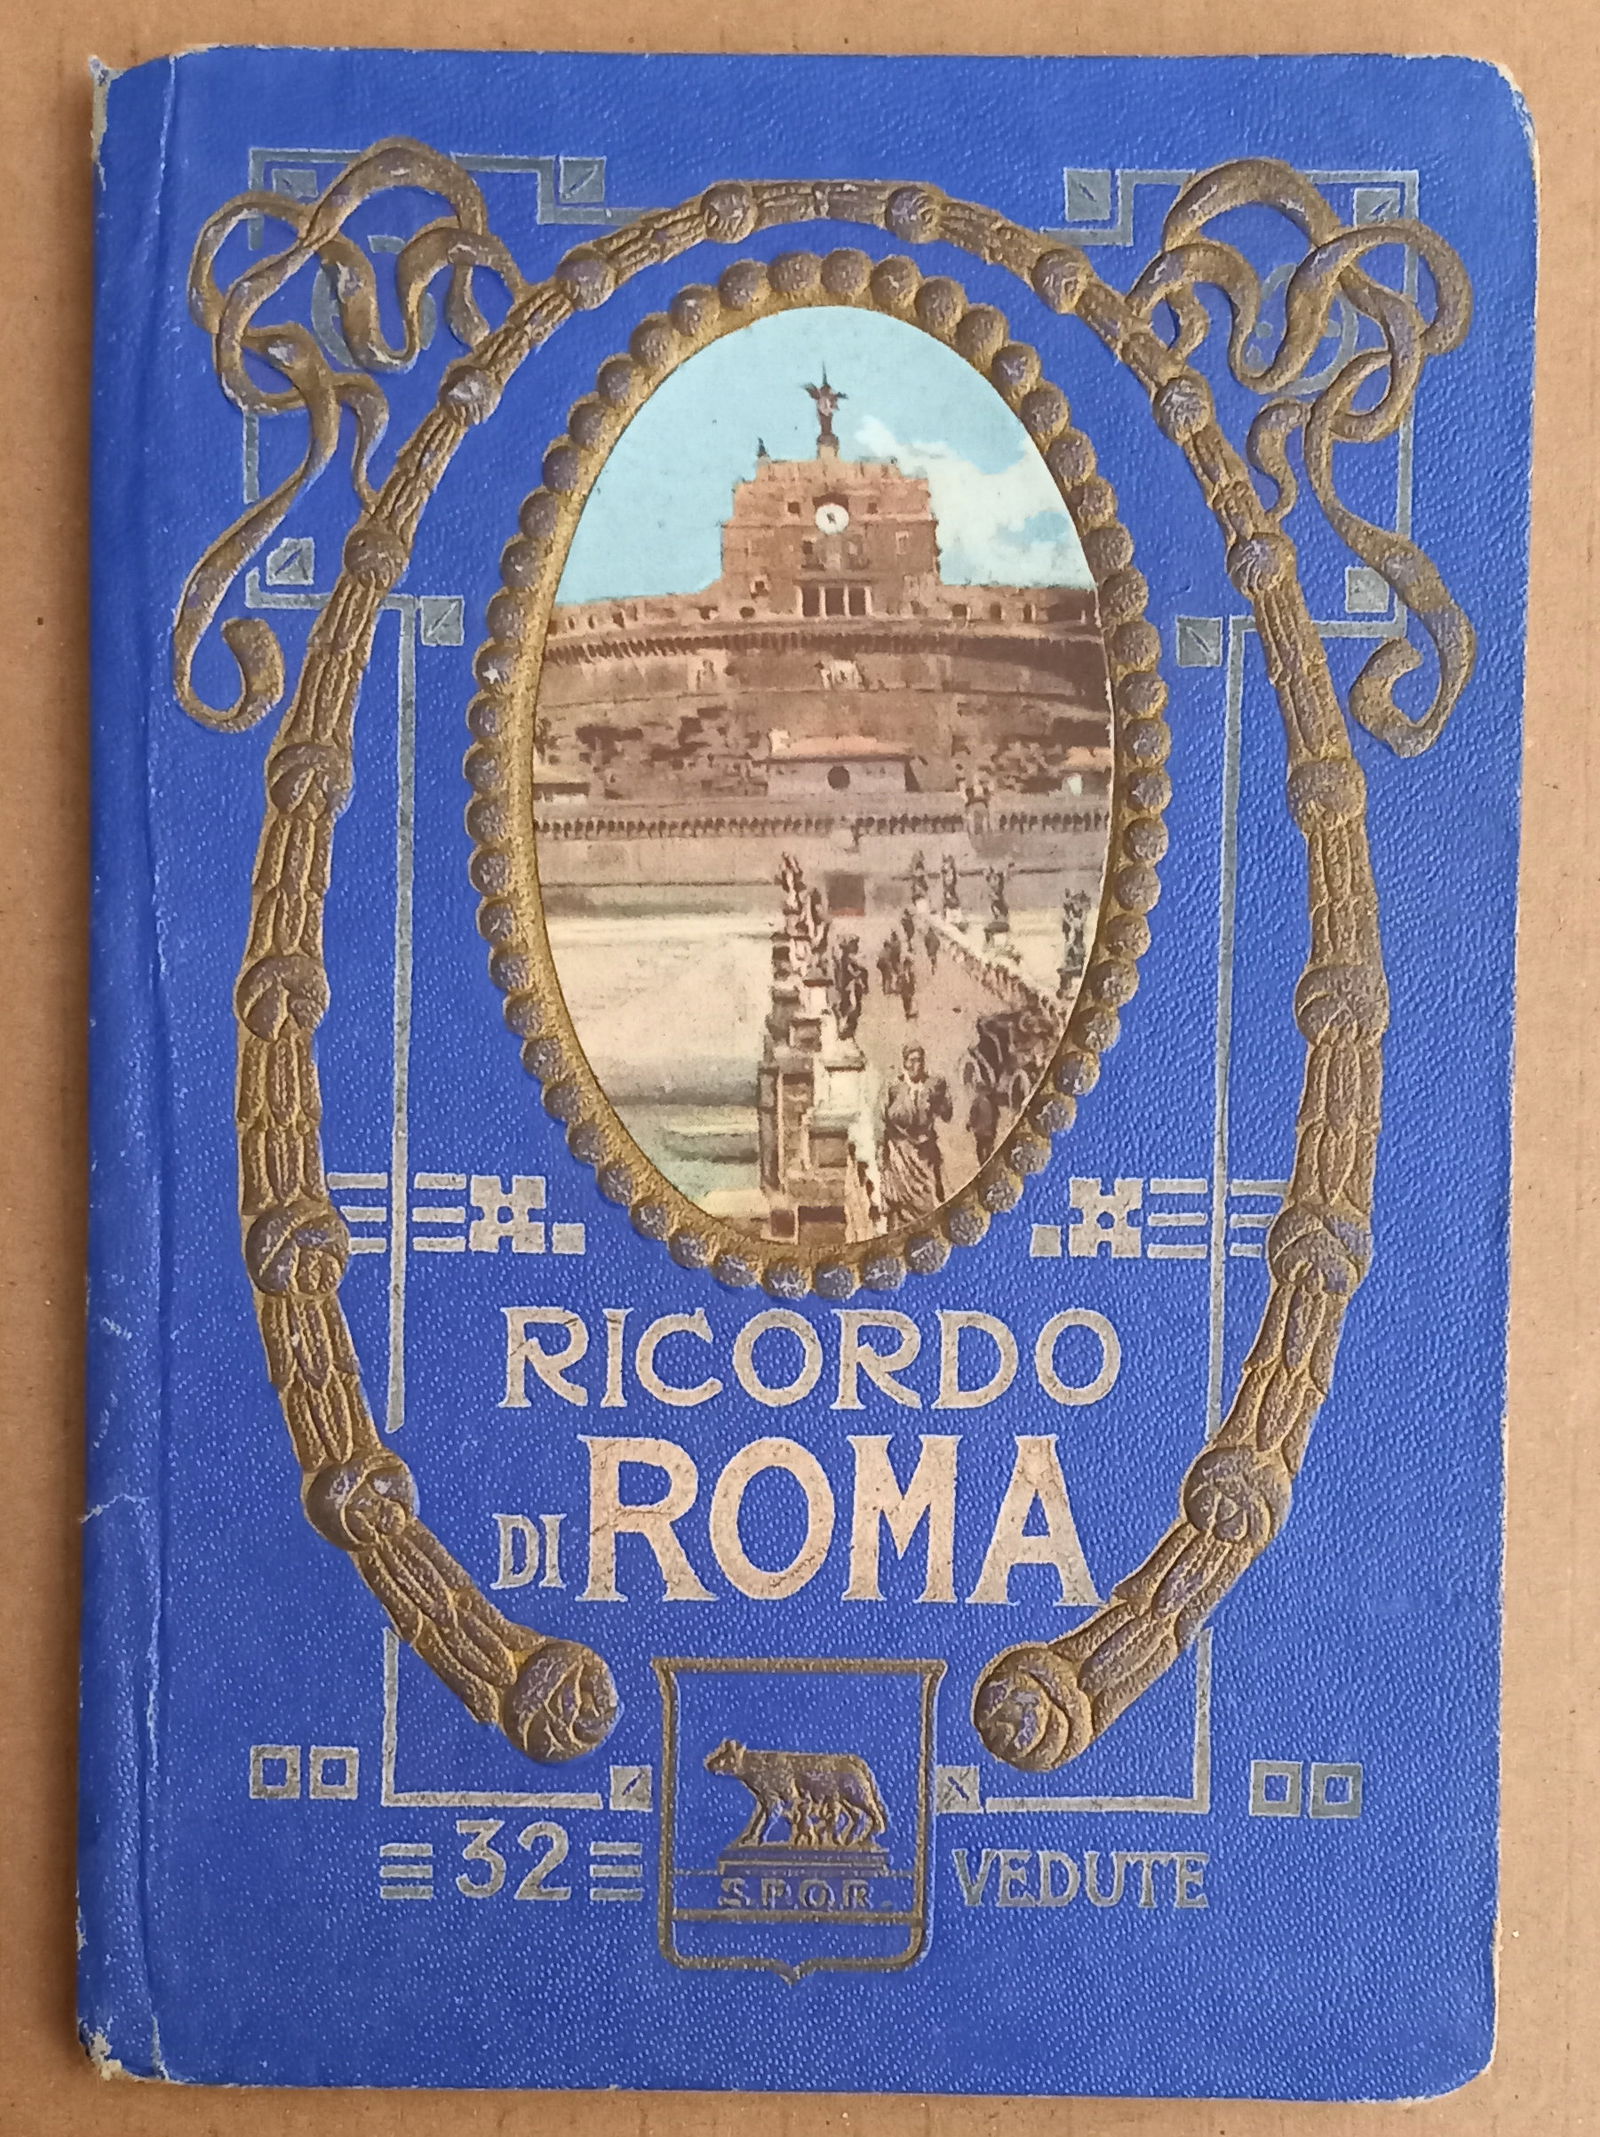 RICORDO
DI ROMA
32 VEDUTE
S.P.Q.R.